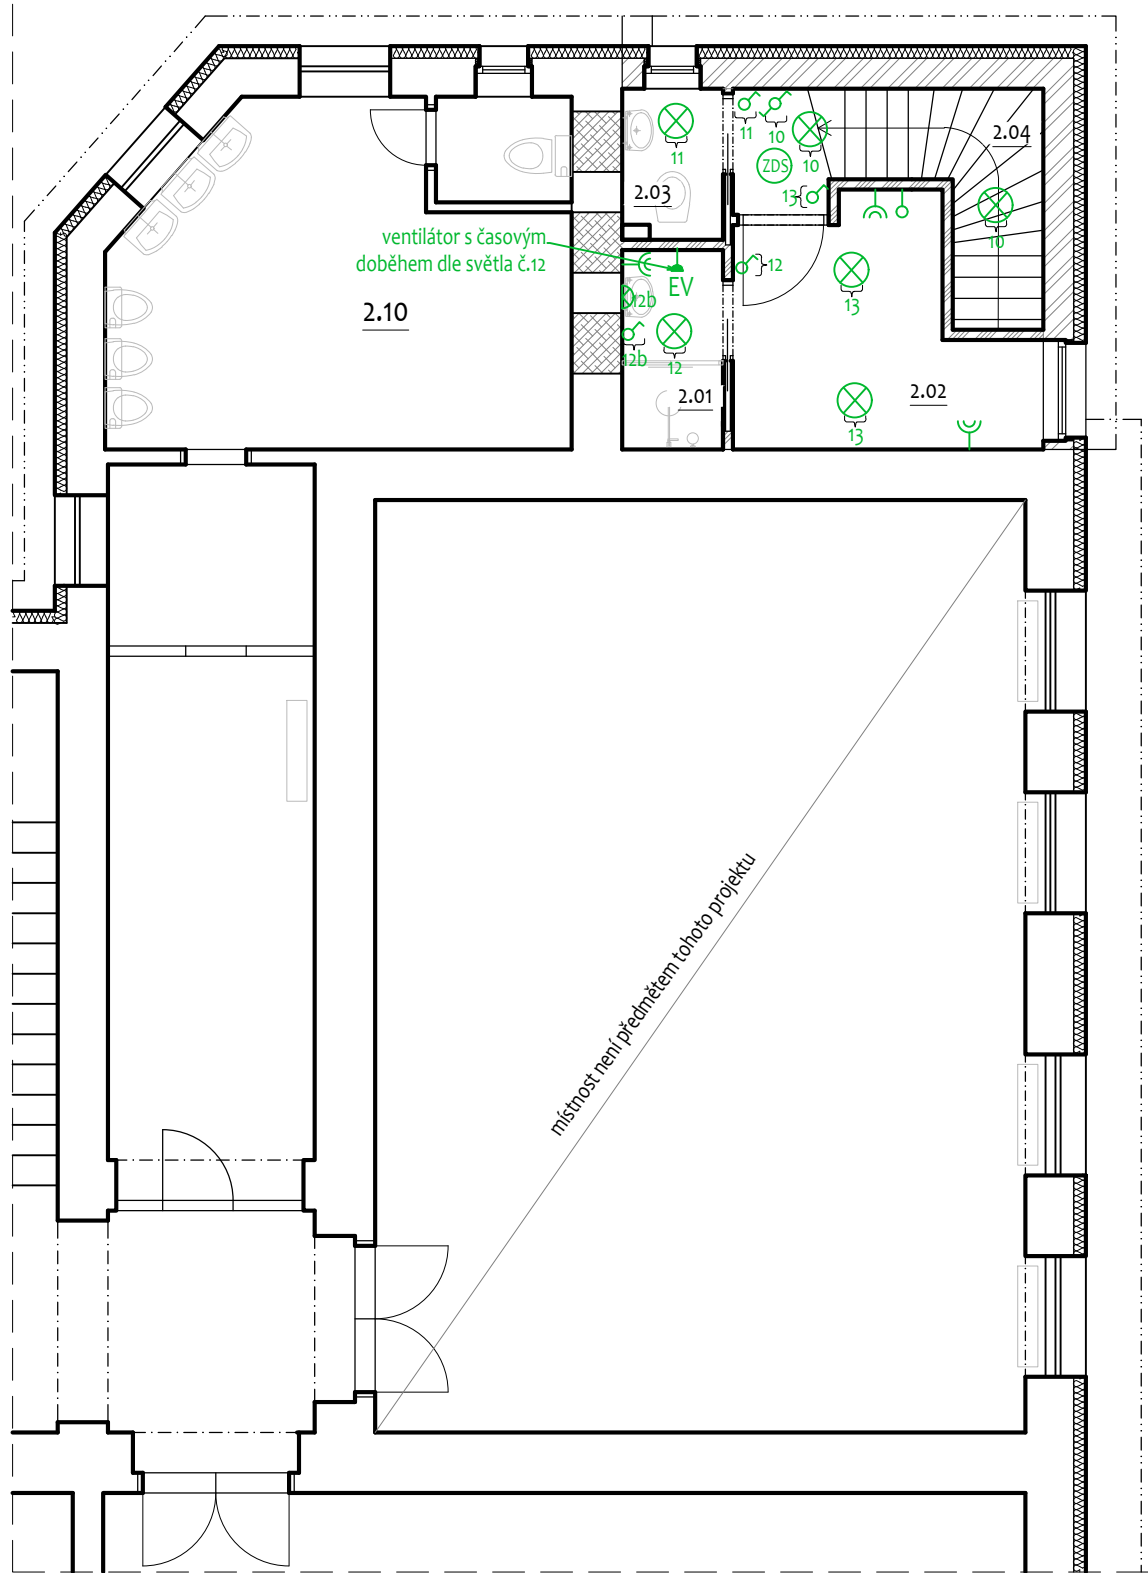 11
10
11
10
ZDS
2.04
2.03
13
10
ventilátor s časovým
doběhem dle světla č.12
12
EV
12b
13
2.10
12b
12
2.01
2.02
13
místnost není předmětem tohoto projektu